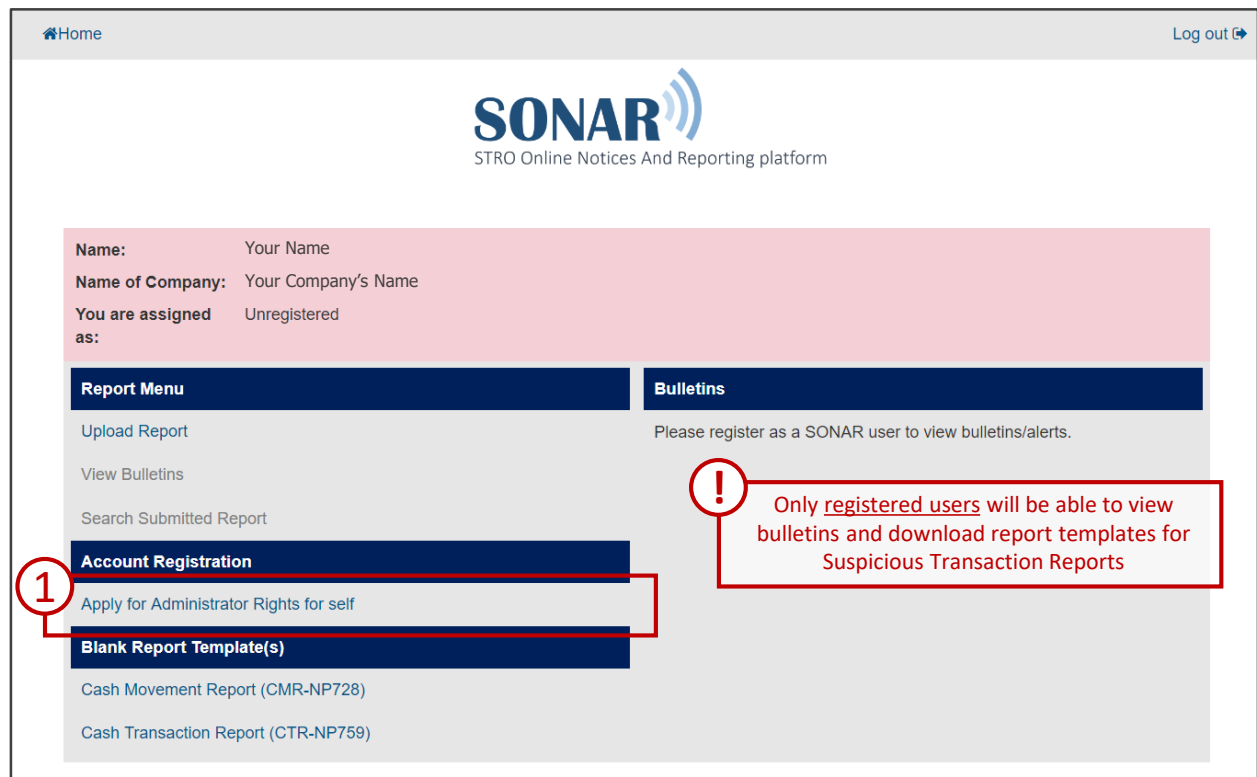 Home
Log out
SONAR
STRO Online Notices And Reporting platform
Name: Your Name
Name of Company: Your Company’s Name
You are assigned as: Unregistered
Report Menu
Bulletins
Upload Report
Please register as a SONAR user to view bulletins/alerts.
View Bulletins
Search Submitted Report
!
Only registered users will be able to view
bulletins and download report templates for
Suspicious Transaction Reports
Account Registration
1
Apply for Administrator Rights for self
Blank Report Template(s)
Cash Movement Report (CMR-NP728)
Cash Transaction Report (CTR-NP759)